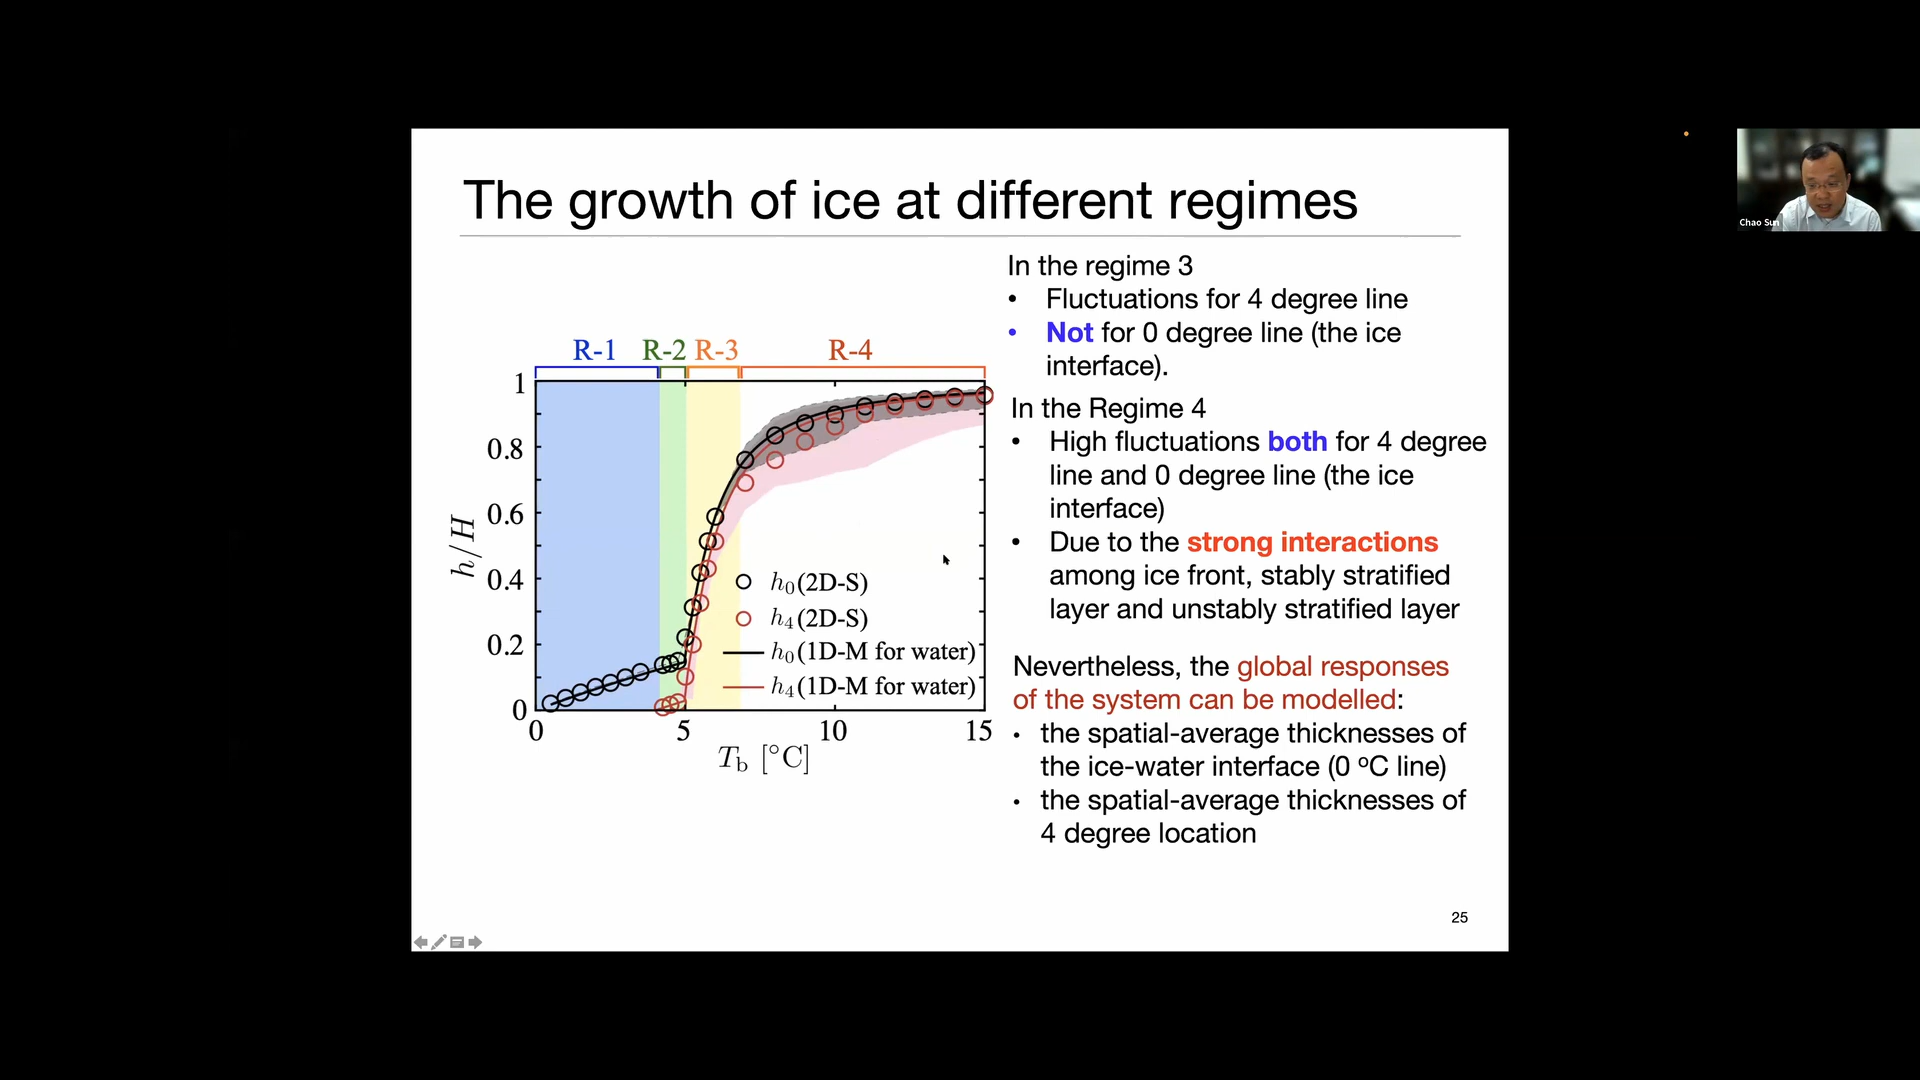 The growth of ice at different regimes
Chao Sun
In the regime 3
• Fluctuations for 4 degree line
• Not for 0 degree line (the ice
interface).
In the Regime 4
• High fluctuations both for 4 degree
line and 0 degree line (the ice
interface)
• Due to the strong interactions
among ice front, stably stratified
layer and unstably stratified layer
Nevertheless, the global responses
of the system can be modelled:
• the spatial-average thicknesses of
the ice-water interface (0 ºC line)
• the spatial-average thicknesses of
4 degree location
R-1 R-2 R-3 R-4
1
0.8
0.6
0.4
0.2
0
h/H
h₀(2D-S)
h₄(2D-S)
h₀(1D-M for water)
h₄(1D-M for water)
0 5 10 15
T_b [°C]
25